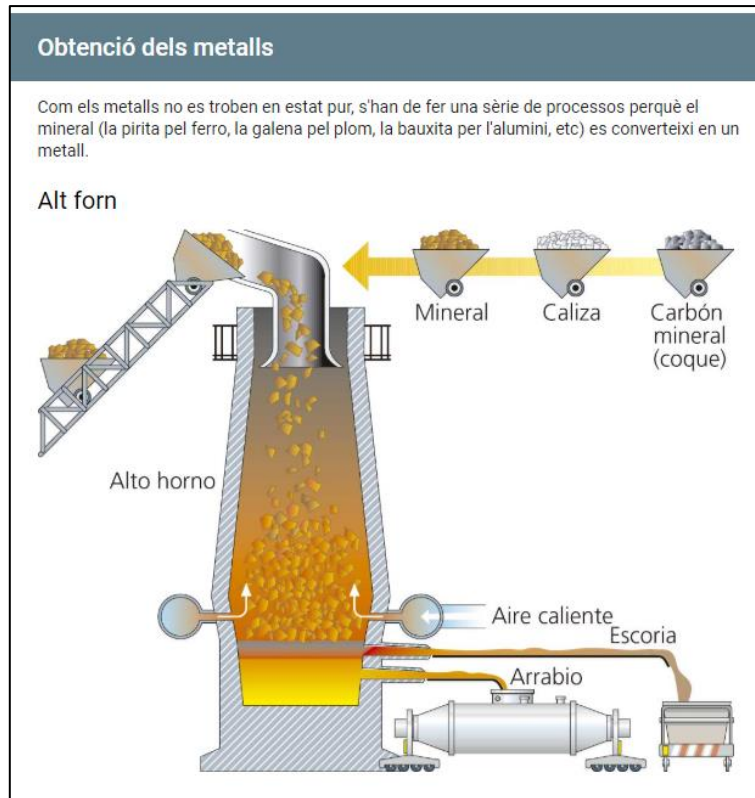 Obtenció dels metalls
Com els metalls no es troben en estat pur, s'han de fer una sèrie de processos perquè el
mineral (la pirita pel ferro, la galena pel plom, la bauxita per l'alumini, etc) es converteixi en un
metall.
Alt forn
Mineral
Caliza
Carbón
mineral
(coque)
Alto horno
Aire caliente
Escoria
Arrabio